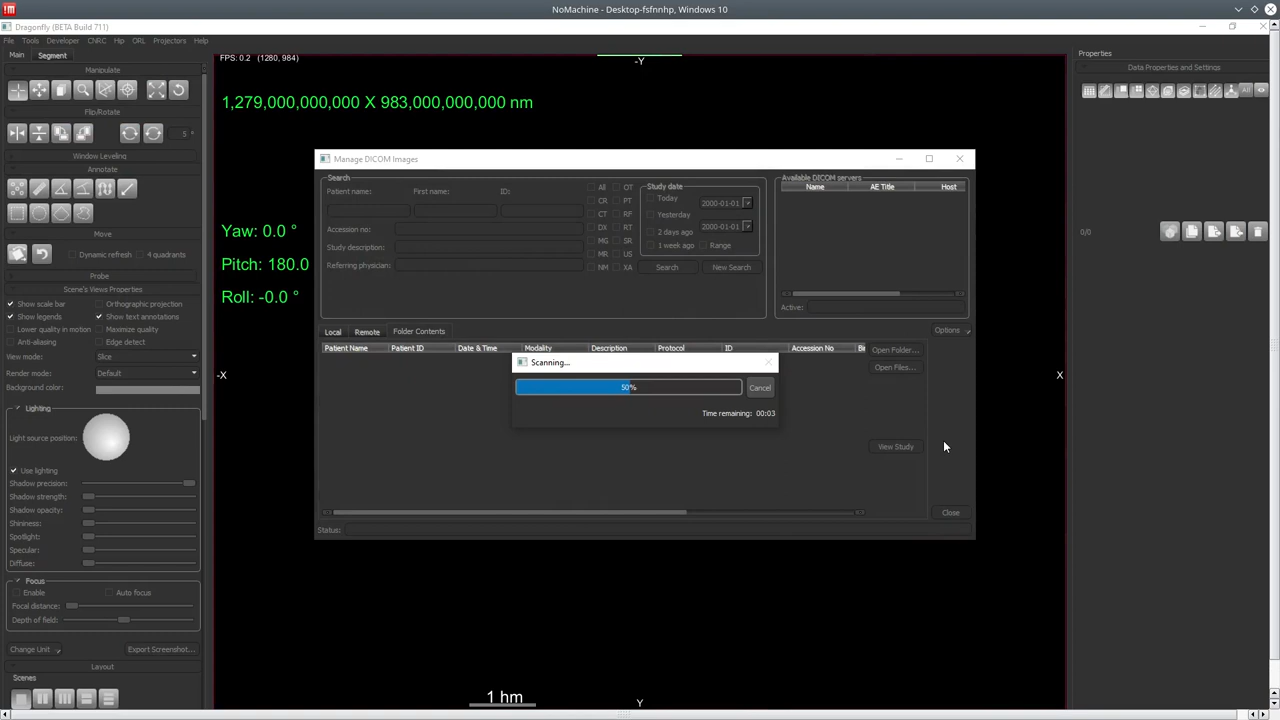 NoMachine - Desktop-fsfnnhp, Windows 10
Dragonfly (BETA Build 711)
File Tools Developer CNRC Hip ORL Projectors Help
Main Segment
Manipulate
Flip/Rotate
5 °
Window Leveling
Annotate
Move
Dynamic refresh 4 quadrants
Probe
Scene's Views Properties
Show scale bar Orthographic projection
Show legends Show text annotations
Lower quality in motion Maximize quality
Anti-aliasing Edge detect
View mode: Slice
Render mode: Default
Background color:
Lighting
Light source position:
Use lighting
Shadow precision:
Shadow strength:
Shadow opacity:
Shininess:
Spotlight:
Specular:
Diffuse:
Focus
Enable Auto focus
Focal distance:
Depth of field:
Change Unit Export Screenshot...
Layout
Scenes
FPS: 0.2 (1280, 984)
-Y
1,279,000,000,000 X 983,000,000,000 nm
Yaw: 0.0 °
Pitch: 180.0
Roll: -0.0 °
-X
X
1 hm
Y
Manage DICOM Images
Search
Patient name: First name: ID:
Accession no:
Study description:
Referring physician:
All OT
CR PT
CT RF
DX RT
MG SR
MR US
NM XA
Study date
Today 2000-01-01
Yesterday
2 days ago 2000-01-01
1 week ago Range
Search New Search
Available DICOM servers
Name AE Title Host
Active:
Local Remote Folder Contents
Options
Patient Name Patient ID Date & Time Modality Description Protocol ID Accession No Bi
Open Folder...
Open Files...
View Study
Close
Status:
Scanning...
50%
Cancel
Time remaining: 00:03
Properties
Data Properties and Settings
All
0/0